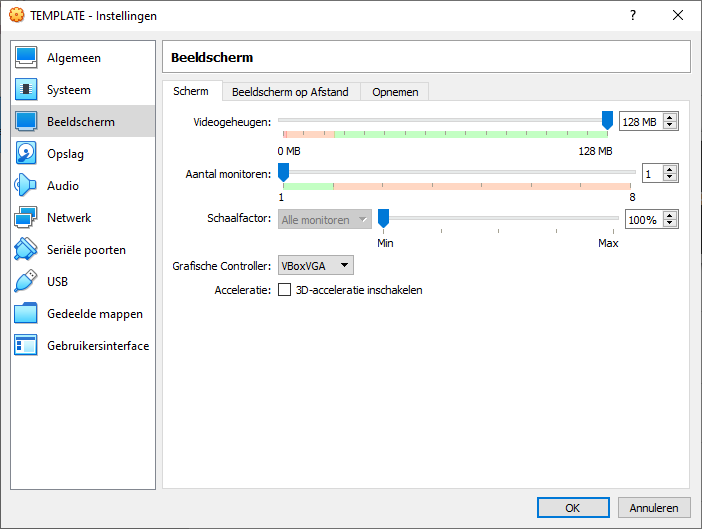 TEMPLATE - Instellingen
?
Algemeen
Systeem
Beeldscherm
Opslag
Audio
Netwerk
Seriële poorten
USB
Gedeelde mappen
Gebruikersinterface
Beeldscherm
Scherm Beeldscherm op Afstand Opnemen
Videogeheugen: 128 MB
0 MB 128 MB
Aantal monitoren: 1
1 8
Schaalfactor: Alle monitoren 100%
Min Max
Grafische Controller: VBoxVGA
Acceleratie: 3D-acceleratie inschakelen
OK Annuleren